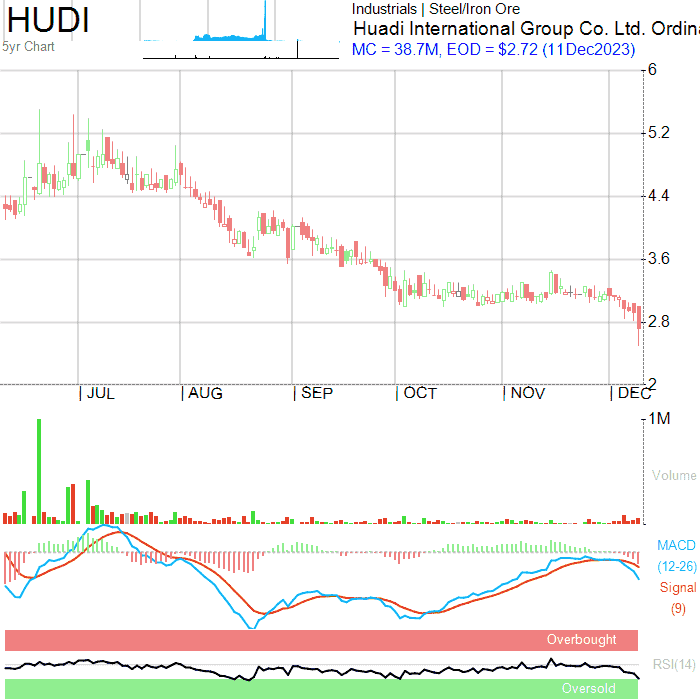 HUDI
5yr Chart
Industrials | Steel/Iron Ore
Huadi International Group Co. Ltd. Ordina
MC = 38.7M, EOD = $2.72 (11Dec2023)
6
5.2
4.4
3.6
2.8
2
JUL AUG SEP OCT NOV DEC
1M
Volume
MACD
(12-26)
Signal
(9)
Overbought
RSI(14)
Oversold